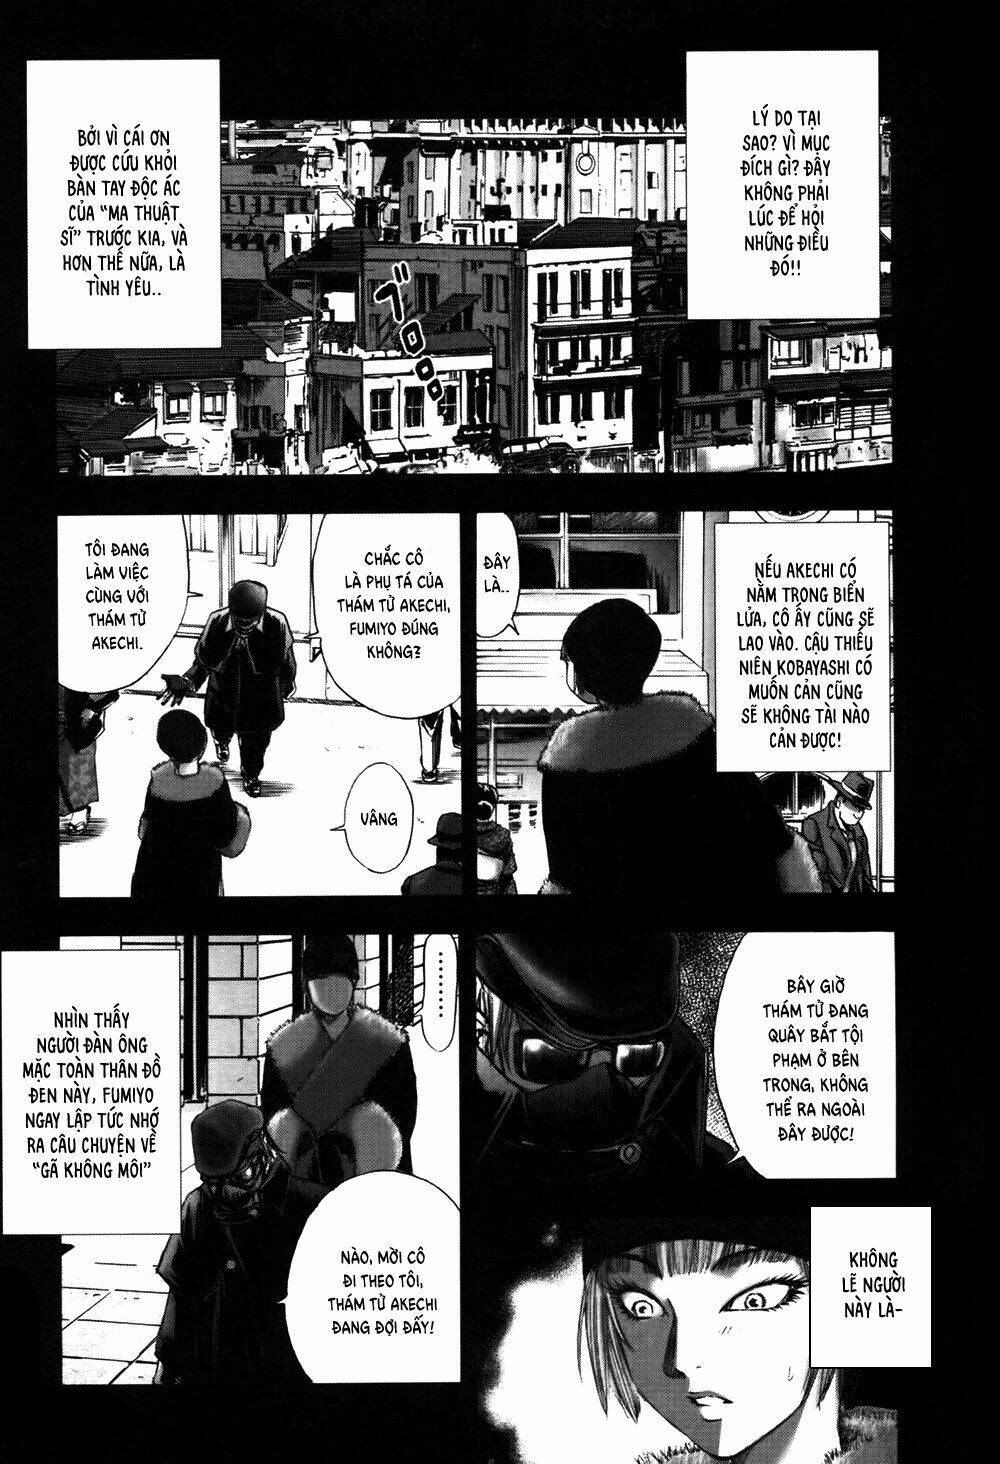 LÝ DO TẠI
SAO? VÌ MỤC
ĐÍCH GÌ? ĐÂY
KHÔNG PHẢI
LÚC ĐỂ HỎI
NHỮNG ĐIỀU
ĐÓ!!
BỞI VÌ CÁI ƠN
ĐƯỢC CỨU KHỎI
BÀN TAY ĐỘC ÁC
CỦA "MA THUẬT
SĨ" TRƯỚC KIA, VÀ
HƠN THẾ NỮA, LÀ
TÌNH YÊU..
ブロロロ..
NẾU AKECHI CÓ
NẰM TRONG BIỂN
LỬA, CÔ ẤY CŨNG SẼ
LAO VÀO. CẬU THIẾU
NIÊN KOBAYASHI CÓ
MUỐN CẢN CŨNG
SẼ KHÔNG TÀI NÀO
CẢN ĐƯỢC!
ĐÂY
LÀ..
CHẮC CÔ
LÀ PHỤ TÁ CỦA
THÁM TỬ AKECHI,
FUMIYO ĐÚNG
KHÔNG?
TÔI ĐANG
LÀM VIỆC
CÙNG VỚI
THÁM TỬ
AKECHI.
VÂNG
BÂY GIỜ
THÁM TỬ ĐANG
QUÂY BẮT TỘI
PHẠM Ở BÊN
TRONG, KHÔNG
THỂ RA NGOÀI
ĐÂY ĐƯỢC!
.........
NHÌN THẤY
NGƯỜI ĐÀN ÔNG
MẶC TOÀN THÂN ĐỒ
ĐEN NÀY, FUMIYO
NGAY LẬP TỨC NHỚ
RA CÂU CHUYỆN VỀ
"GÃ KHÔNG MÔI"
NÀO, MỜI CÔ
ĐI THEO TÔI,
THÁM TỬ AKECHI
ĐANG ĐỢI ĐẤY!
KHÔNG
LẼ NGƯỜI
NÀY LÀ-